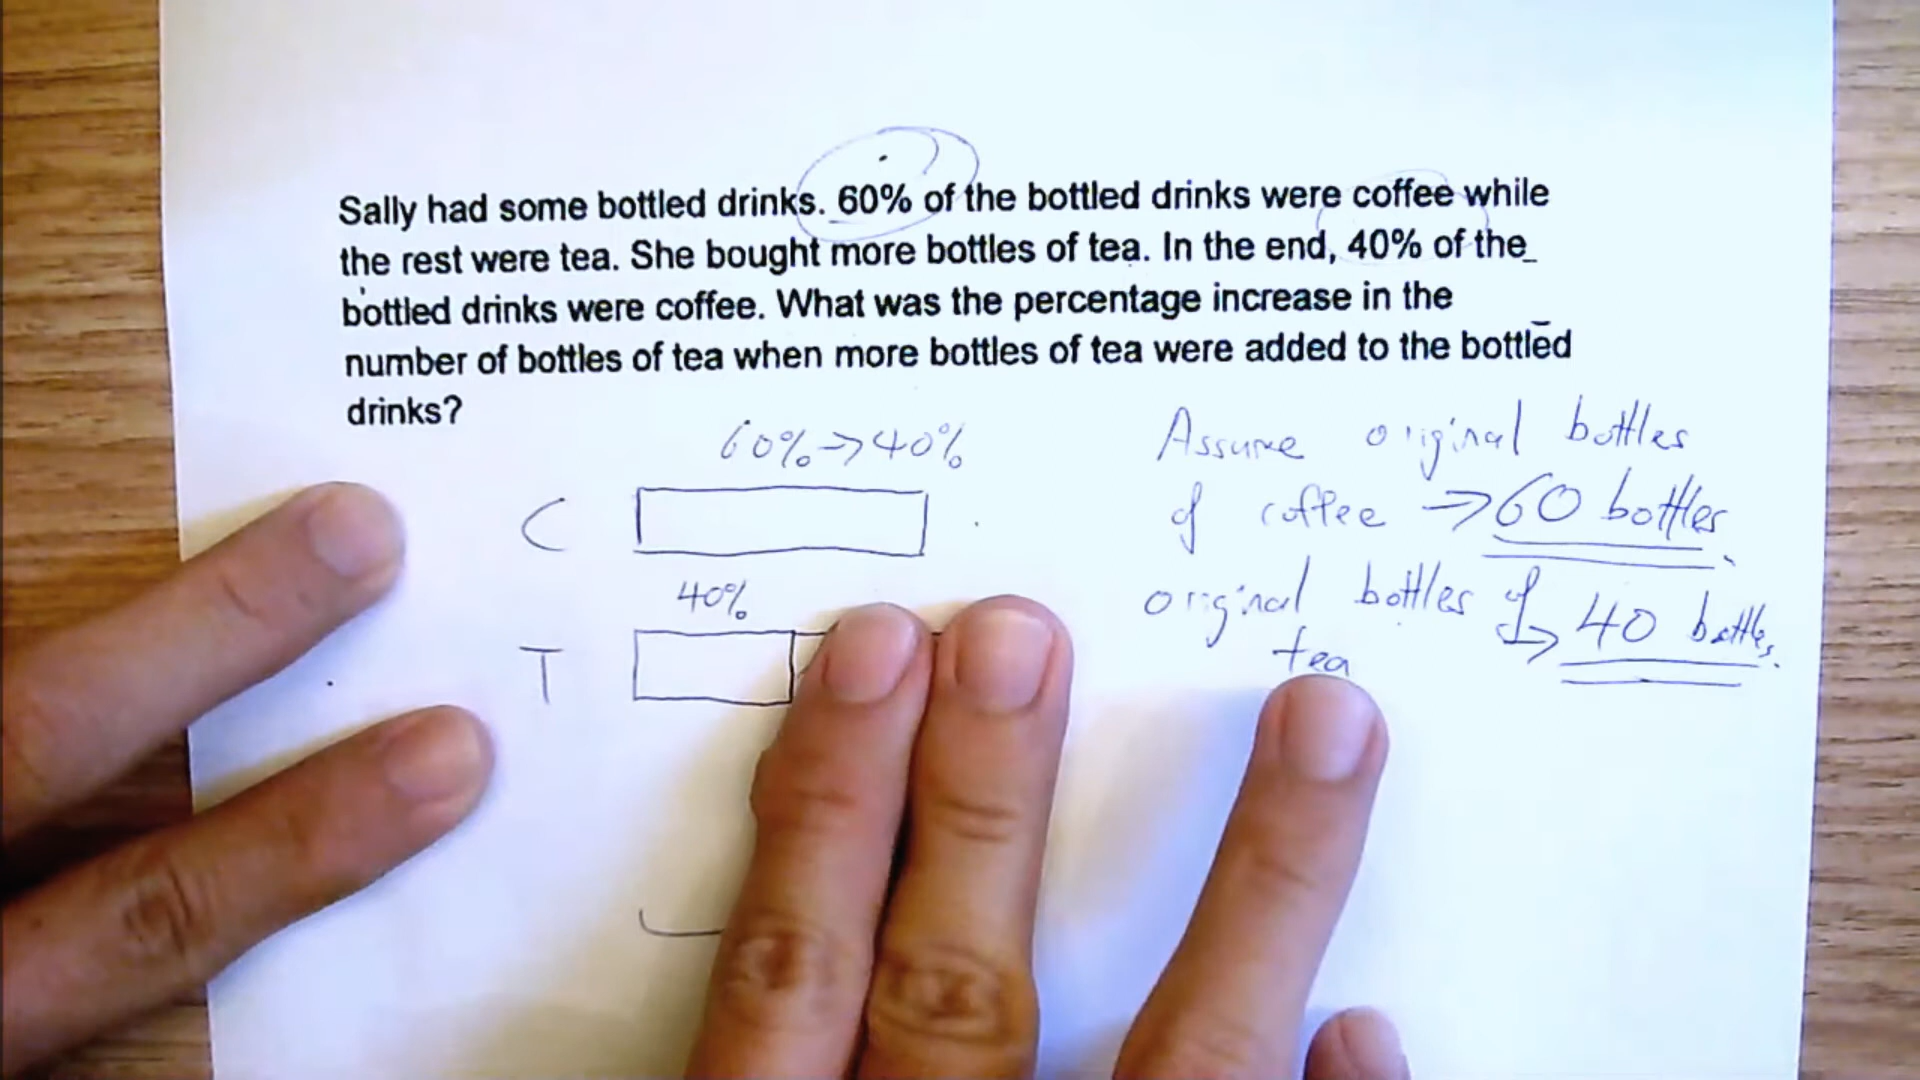 Sally had some bottled drinks. 60% of the bottled drinks were coffee while
the rest were tea. She bought more bottles of tea. In the end, 40% of the
bottled drinks were coffee. What was the percentage increase in the
number of bottles of tea when more bottles of tea were added to the bottled
drinks?
60% → 40%
C
40%
T
Assume original bottles
of coffee → 60 bottles.
original bottles of
tea → 40 bottles.